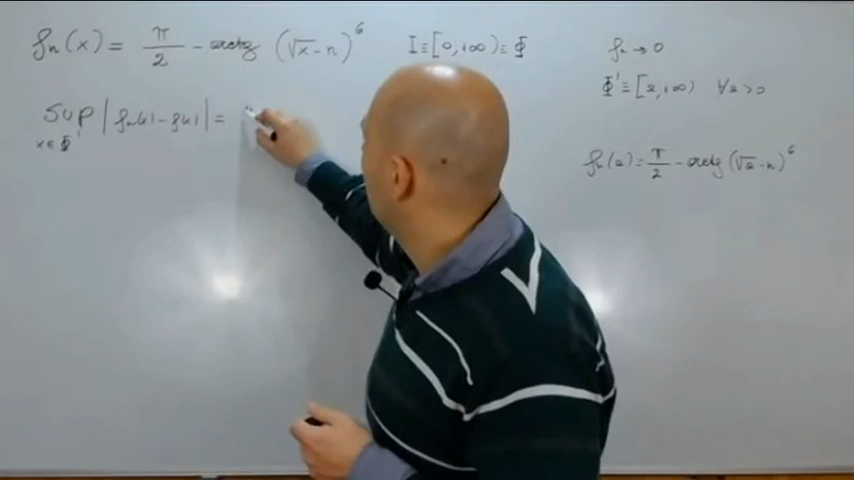 fₙ(x) = π/2 - arctg (√x - n)⁶ I ≡ [0, +∞) ≡ Φ fₙ → 0
Φ' ≡ [a, +∞) ∀a > 0
Sup x∈Φ' |fₙ(x) - f(x)| =
fₙ(a) = π/2 - arctg (√a - n)⁶